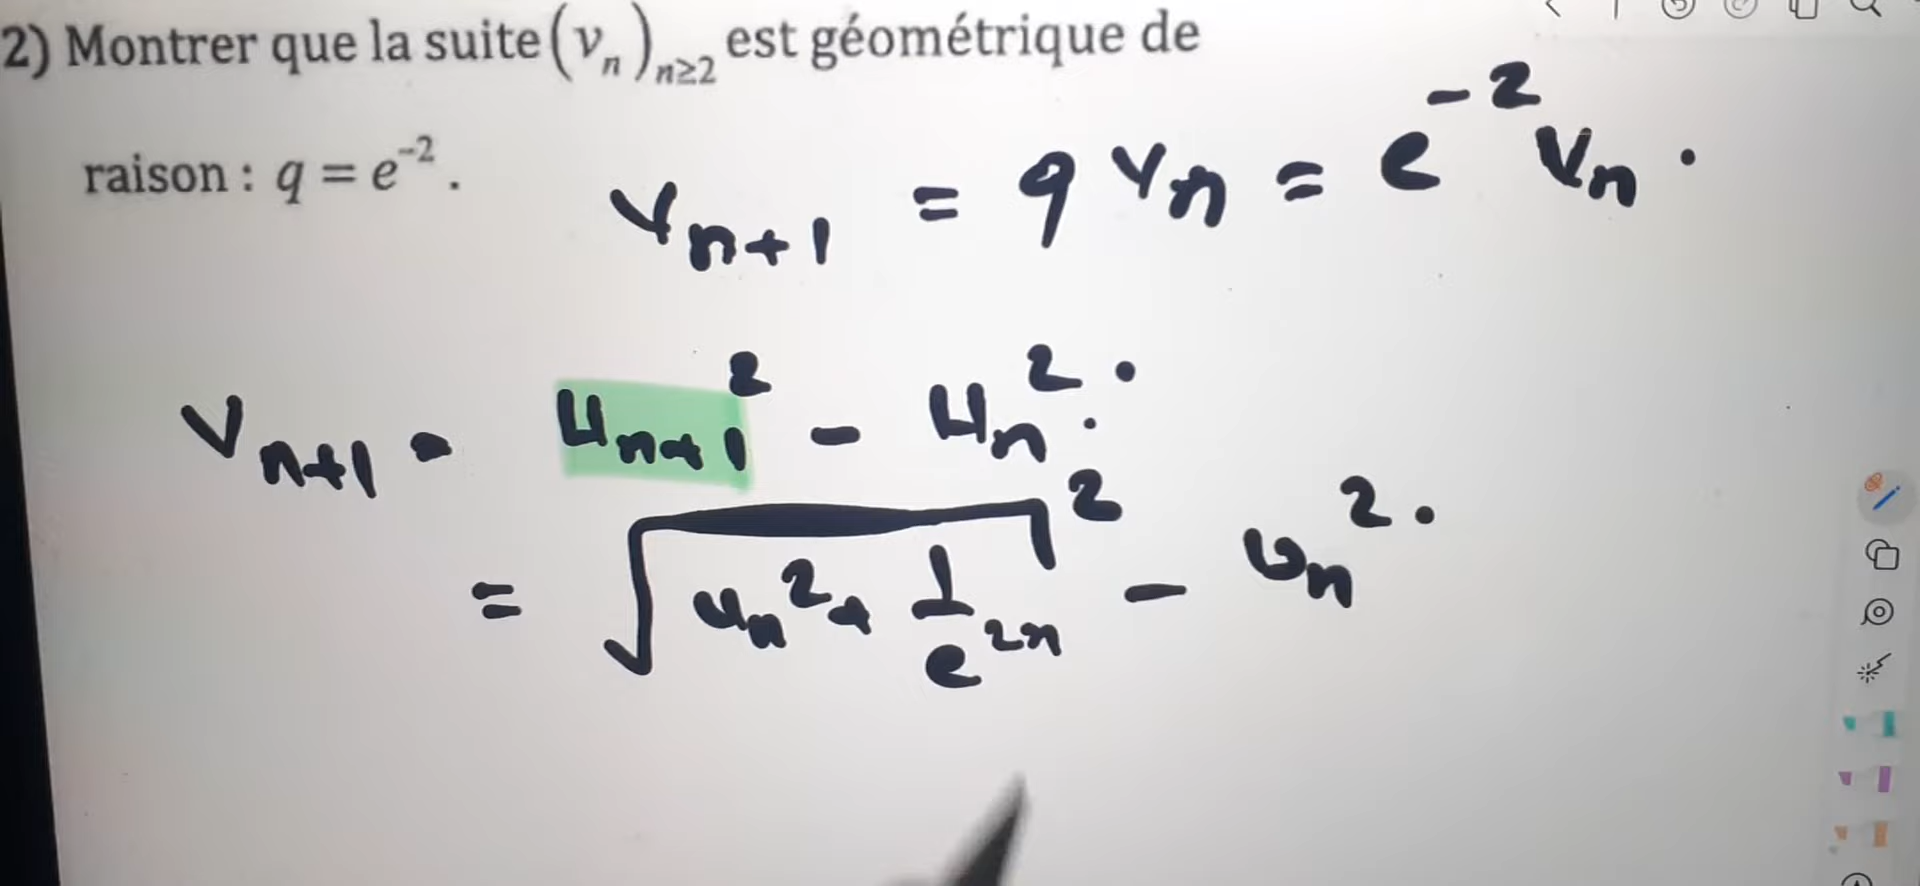 2) Montrer que la suite (vₙ)ₙ≥₂ est géométrique de
raison : q = e⁻².
Vₙ₊₁ = q Vₙ = e⁻² Vₙ.
Vₙ₊₁ = uₙ₊₁² - uₙ².
= √(uₙ² + 1/e²ⁿ)² - uₙ².